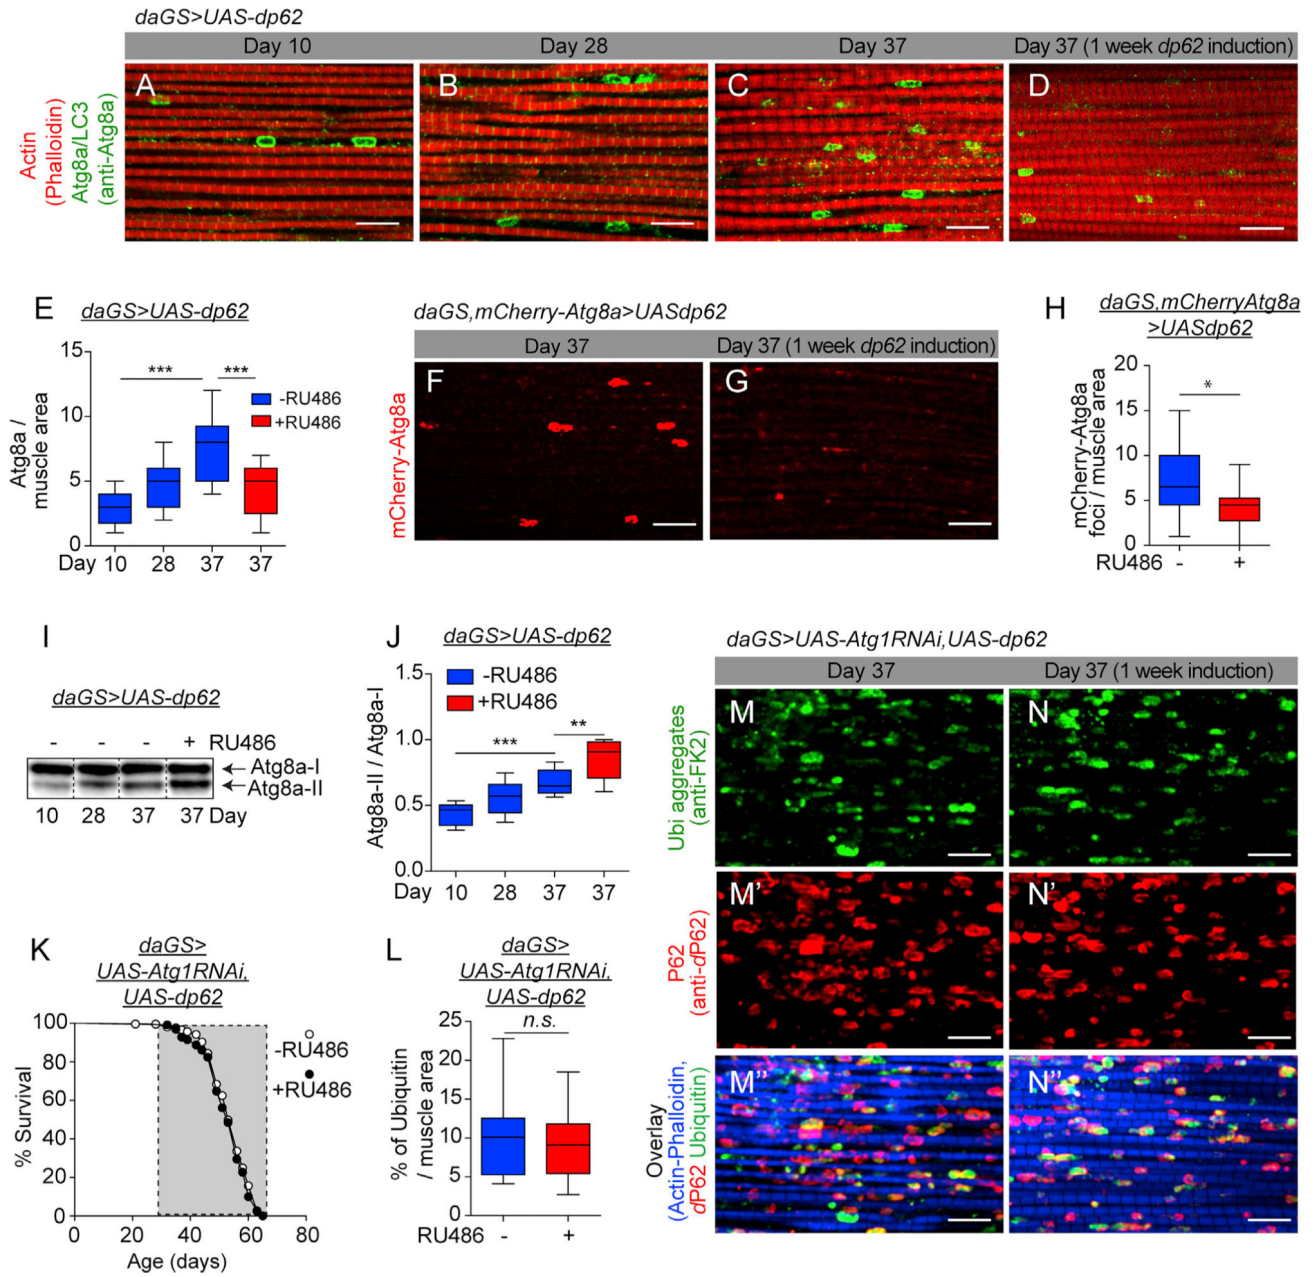 daGS>UAS-dp62
Day 10
Day 28
Day 37
Day 37 (1 week dp62 induction)
Actin
(Phalloidin)
Atg8a/LC3
(anti-Atg8a)
A
B
C
D
E
daGS>UAS-dp62
Atg8a /
muscle area
15
10
5
0
***
***
-RU486
+RU486
Day 10 28 37 37
daGS,mCherry-Atg8a>UASdp62
Day 37
Day 37 (1 week dp62 induction)
mCherry-Atg8a
F
G
H
daGS,mCherryAtg8a
>UASdp62
mCherry-Atg8a
foci / muscle area
20
15
10
5
0
*
RU486 - +
I
daGS>UAS-dp62
- - - + RU486
Atg8a-I
Atg8a-II
10 28 37 37 Day
J
daGS>UAS-dp62
-RU486
+RU486
Atg8a-II / Atg8a-I
1.5
1.0
0.5
0.0
***
**
Day 10 28 37 37
K
daGS>
UAS-Atg1RNAi,
UAS-dp62
% Survival
100
80
60
40
20
0
-RU486
+RU486
0 20 40 60 80
Age (days)
L
daGS>
UAS-Atg1RNAi,
UAS-dp62
n.s.
% of Ubiquitin
/ muscle area
25
20
15
10
5
0
RU486 - +
daGS>UAS-Atg1RNAi,UAS-dp62
Day 37
Day 37 (1 week induction)
Ubi aggregates
(anti-FK2)
M
N
P62
(anti-dP62)
M'
N'
Overlay
(Actin-Phalloidin,
dP62 Ubiquitin)
M''
N''